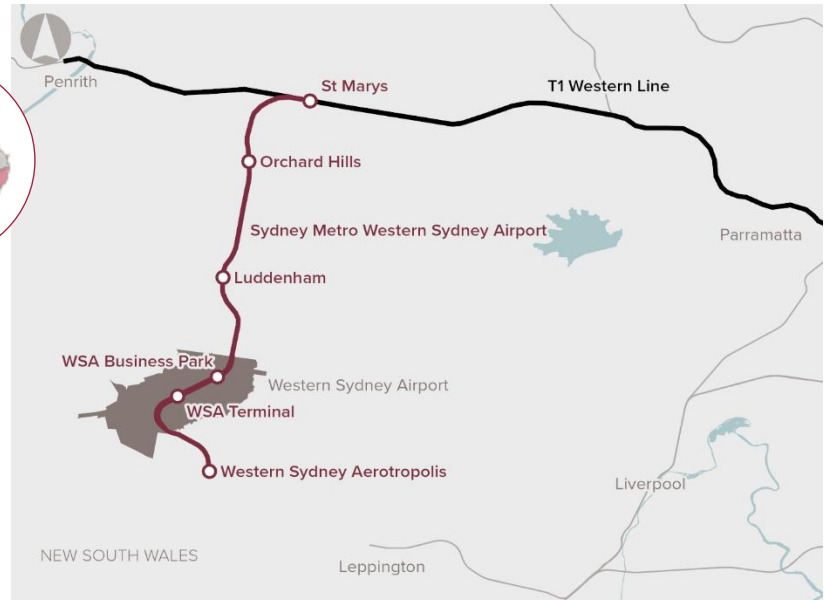 Penrith
St Marys
T1 Western Line
Orchard Hills
Sydney Metro Western Sydney Airport
Parramatta
Luddenham
WSA Business Park
Western Sydney Airport
WSA Terminal
Western Sydney Aerotropolis
Liverpool
NEW SOUTH WALES
Leppington